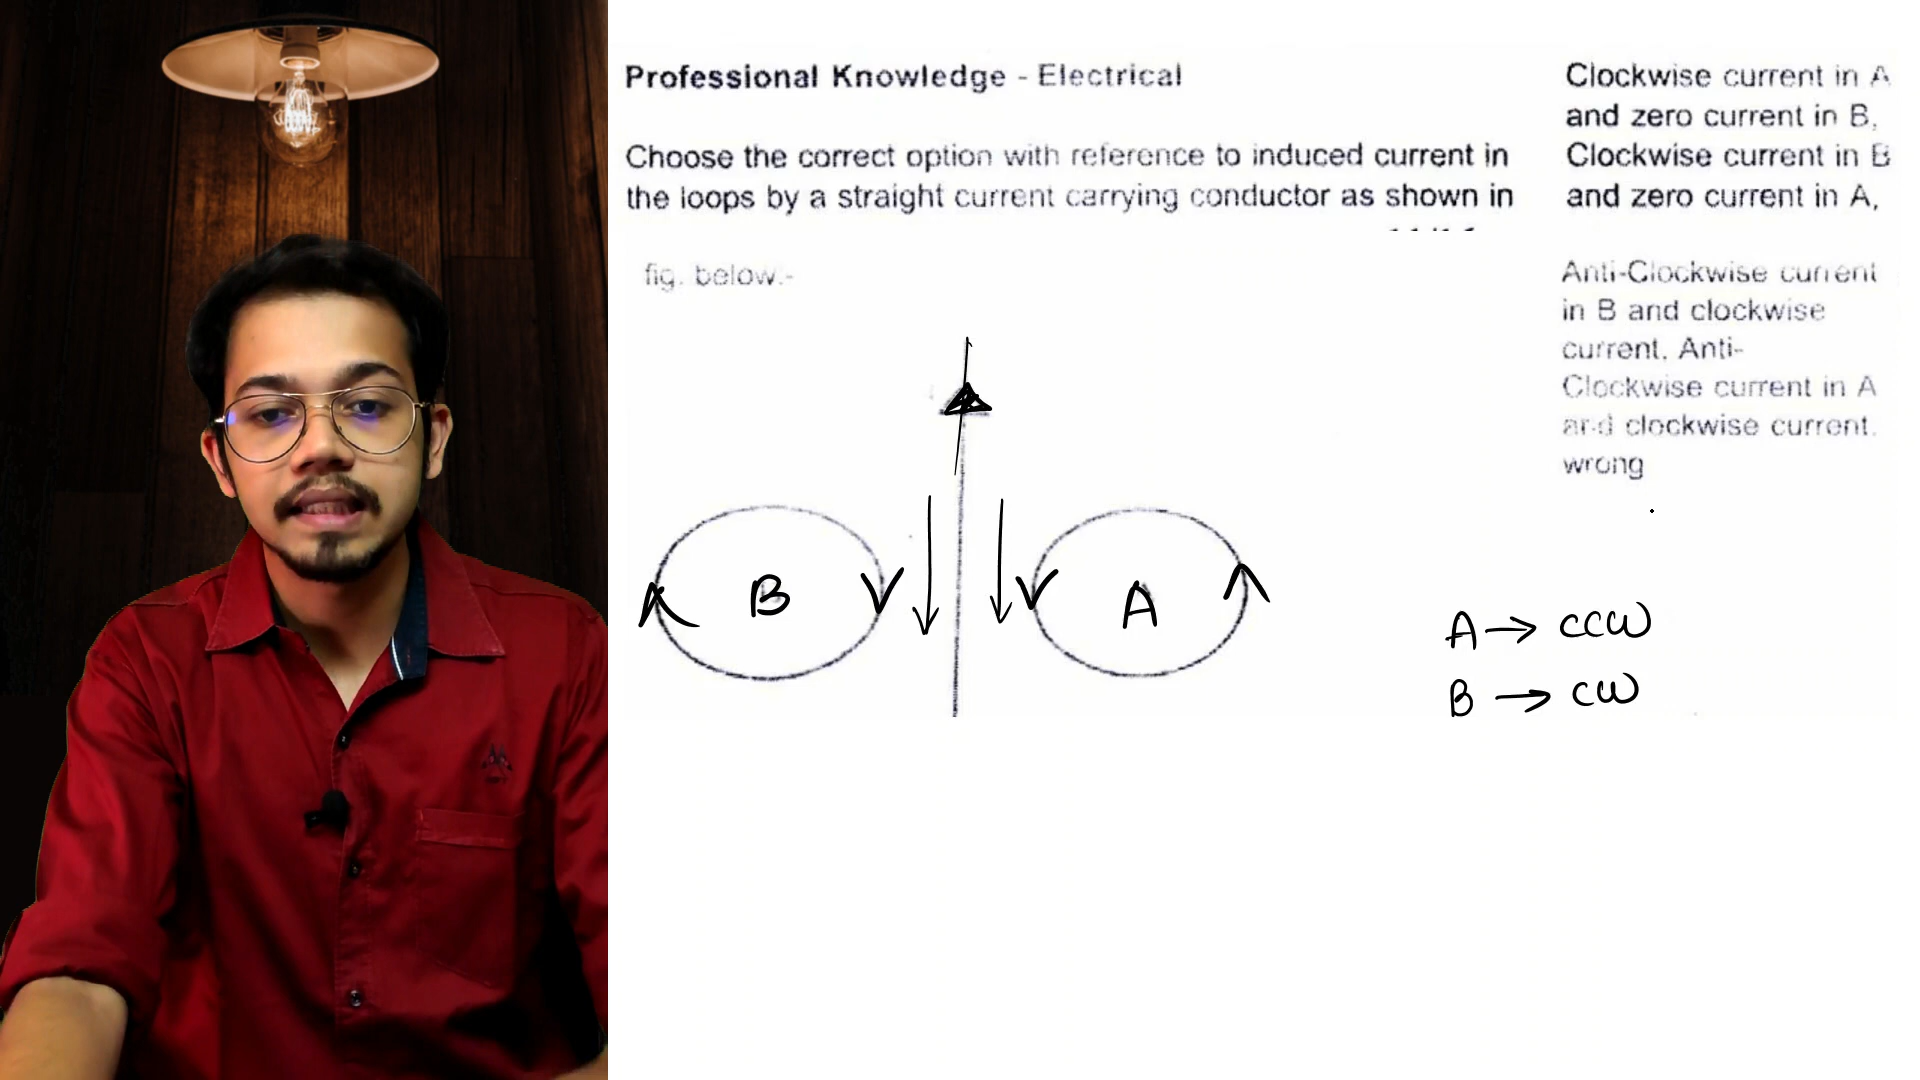 Professional Knowledge - Electrical
Choose the correct option with reference to induced current in
the loops by a straight current carrying conductor as shown in
fig. below.-
B
A
Clockwise current in A
and zero current in B,
Clockwise current in B
and zero current in A,
Anti-Clockwise current
in B and clockwise
current. Anti-
Clockwise current in A
and clockwise current.
wrong
A → CCW
B → CW